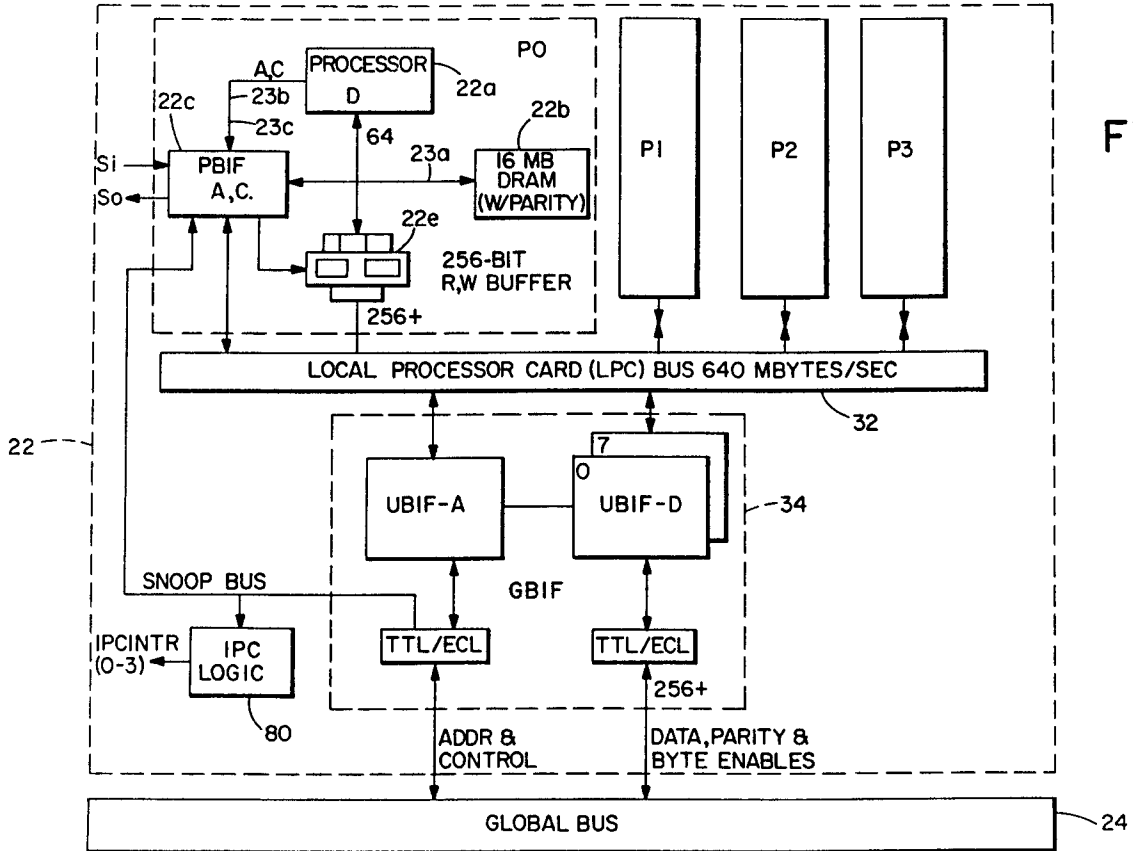 PO
PROCESSOR
D
22a
A,C
23b
23c
22c
64
22b
Si
So
PBIF
A,C.
23a
16 MB
DRAM
(W/PARITY)
22e
256-BIT
R,W BUFFER
256+
P1
P2
P3
F
LOCAL PROCESSOR CARD (LPC) BUS 640 MBYTES/SEC
32
22
UBIF-A
7
O
UBIF-D
34
GBIF
SNOOP BUS
IPCINTR
(0-3)
IPC
LOGIC
80
TTL/ECL
TTL/ECL
256+
ADDR &
CONTROL
DATA, PARITY &
BYTE ENABLES
GLOBAL BUS
24